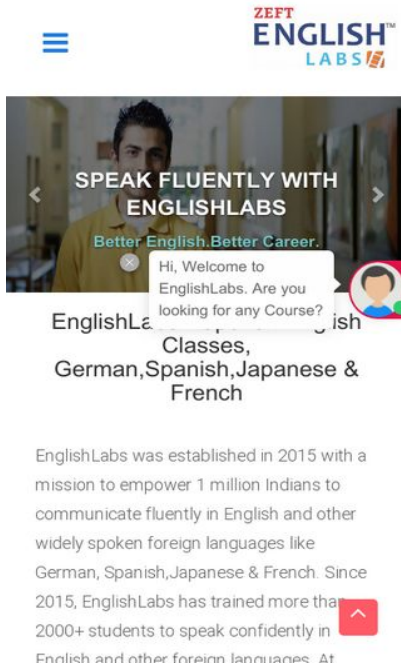 ZEFT
ENGLISH™
LABS
SPEAK FLUENTLY WITH
ENGLISHLABS
Better English.Better Career.
Hi, Welcome to
EnglishLabs. Are you
looking for any Course?
EnglishLa
ish
Classes,
German,Spanish,Japanese &
French
EnglishLabs was established in 2015 with a
mission to empower 1 million Indians to
communicate fluently in English and other
widely spoken foreign languages like
German, Spanish,Japanese & French. Since
2015, EnglishLabs has trained more than
2000+ students to speak confidently in
English and other foreign languages. At